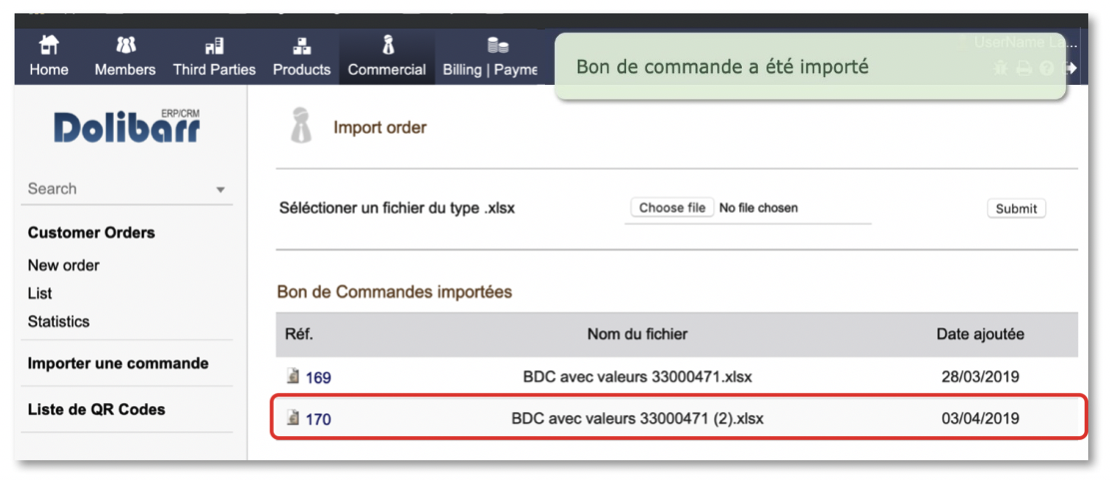 UserName La...
Home Members Third Parties Products Commercial Billing | Payme
Bon de commande a été importé
Dolibarr ERP/CRM
Import order
Search
Séléctioner un fichier du type .xlsx Choose file No file chosen Submit
Customer Orders
New order
List
Statistics
Importer une commande
Liste de QR Codes
Bon de Commandes importées
Réf. Nom du fichier Date ajoutée
169 BDC avec valeurs 33000471.xlsx 28/03/2019
170 BDC avec valeurs 33000471 (2).xlsx 03/04/2019